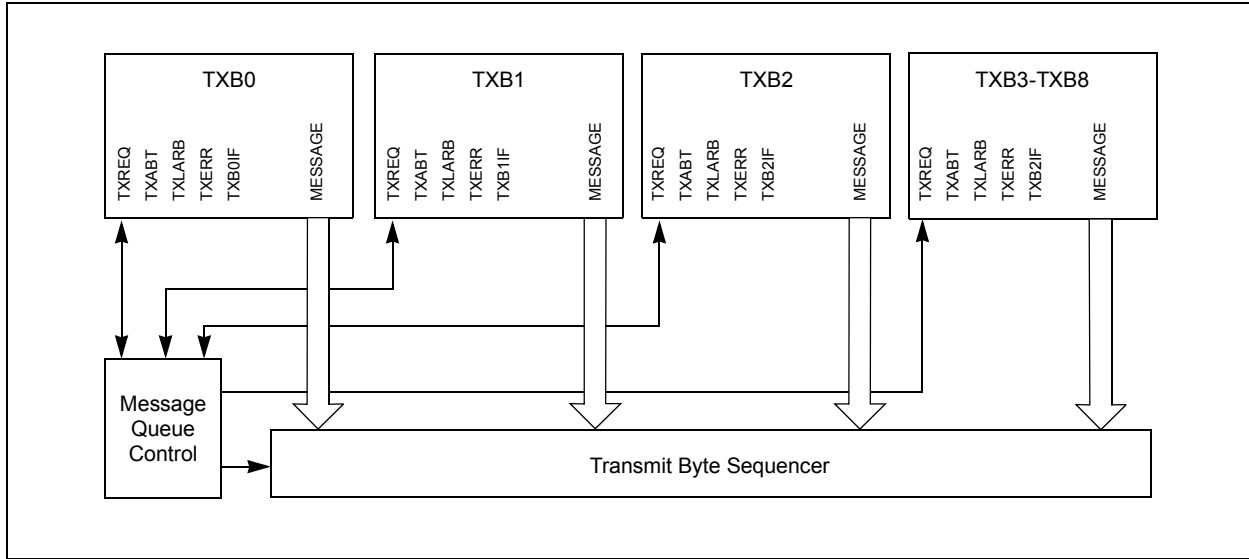 TXB0
TXREQ
TXABT
TXLARB
TXERR
TXB0IF
MESSAGE
TXB1
TXREQ
TXABT
TXLARB
TXERR
TXB1IF
MESSAGE
TXB2
TXREQ
TXABT
TXLARB
TXERR
TXB2IF
MESSAGE
TXB3-TXB8
TXREQ
TXABT
TXLARB
TXERR
TXB2IF
MESSAGE
Message
Queue
Control
Transmit Byte Sequencer